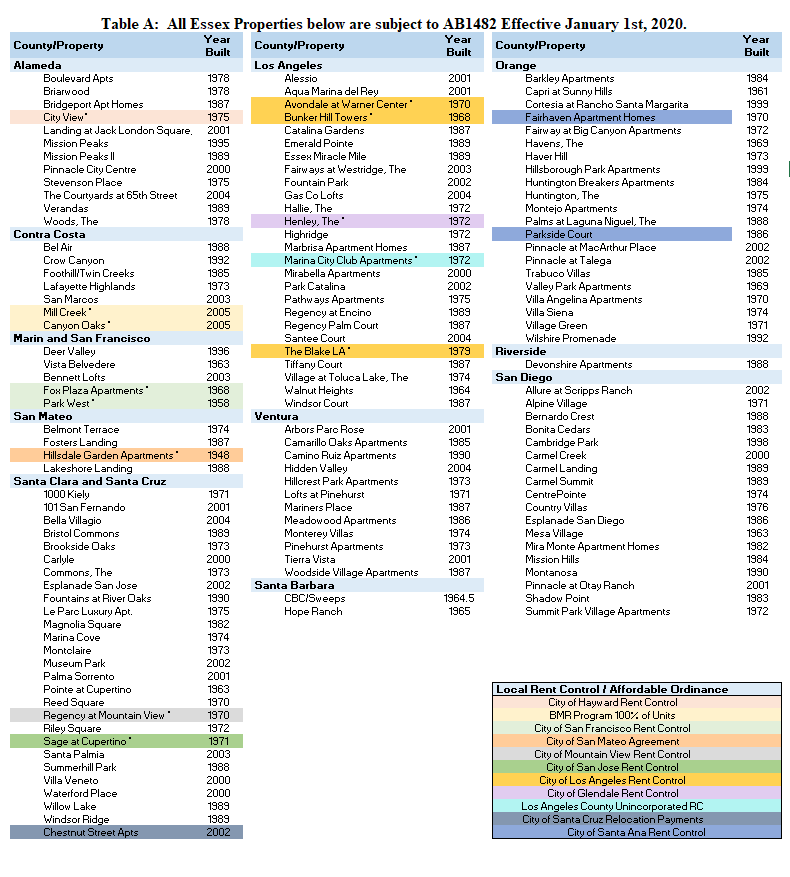 Table A: All Essex Properties below are subject to AB1482 Effective January 1st, 2020.
County/Property Year Built
Alameda
Boulevard Apts 1978
Briarwood 1978
Bridgeport Apt Homes 1987
City View* 1975
Landing at Jack London Square, 2001
Mission Peaks 1995
Mission Peaks II 1989
Pinnacle City Centre 2000
Stevenson Place 1975
The Courtyards at 65th Street 2004
Verandas 1989
Woods, The 1978
Contra Costa
Bel Air 1988
Crow Canyon 1992
Foothill/Twin Creeks 1985
Lafayette Highlands 1973
San Marcos 2003
Mill Creek* 2005
Canyon Oaks* 2005
Marin and San Francisco
Deer Valley 1996
Vista Belvedere 1963
Bennett Lofts 2003
Fox Plaza Apartments* 1968
Park West* 1958
San Mateo
Belmont Terrace 1974
Fosters Landing 1987
Hillsdale Garden Apartments* 1948
Lakeshore Landing 1988
Santa Clara and Santa Cruz
1000 Kiely 1971
101 San Fernando 2001
Bella Villagio 2004
Bristol Commons 1989
Brookside Oaks 1973
Carlyle 2000
Commons, The 1973
Esplanade San Jose 2002
Fountains at River Oaks 1990
Le Parc Luxury Apt. 1975
Magnolia Square 1982
Marina Cove 1974
Montclaire 1973
Museum Park 2002
Palma Sorrento 2001
Pointe at Cupertino 1963
Reed Square 1970
Regency at Mountain View* 1970
Riley Square 1972
Sage at Cupertino* 1971
Santa Palmia 2003
Summerhill Park 1988
Villa Veneto 2000
Waterford Place 2000
Willow Lake 1989
Windsor Ridge 1989
Chestnut Street Apts 2002
County/Property Year Built
Los Angeles
Alessio 2001
Aqua Marina del Rey 2001
Avondale at Warner Center* 1970
Bunker Hill Towers* 1968
Catalina Gardens 1987
Emerald Pointe 1989
Essex Miracle Mile 1989
Fairways at Westridge, The 2003
Fountain Park 2002
Gas Co Lofts 2004
Hallie, The 1972
Henley, The* 1972
Highridge 1972
Marbrisa Apartment Homes 1987
Marina City Club Apartments* 1972
Mirabella Apartments 2000
Park Catalina 2002
Pathways Apartments 1975
Regency at Encino 1989
Regency Palm Court 1987
Santee Court 2004
The Blake LA* 1979
Tiffany Court 1987
Village at Toluca Lake, The 1974
Walnut Heights 1964
Windsor Court 1987
Ventura
Arbors Parc Rose 2001
Camarillo Oaks Apartments 1985
Camino Ruiz Apartments 1990
Hidden Valley 2004
Hillcrest Park Apartments 1973
Lofts at Pinehurst 1971
Mariners Place 1987
Meadowood Apartments 1986
Monterey Villas 1974
Pinehurst Apartments 1973
Tierra Vista 2001
Woodside Village Apartments 1987
Santa Barbara
CBC/Sweeps 1964.5
Hope Ranch 1965
County/Property Year Built
Orange
Barkley Apartments 1984
Capri at Sunny Hills 1961
Cortesia at Rancho Santa Margarita 1999
Fairhaven Apartment Homes 1970
Fairway at Big Canyon Apartments 1972
Havens, The 1969
Haver Hill 1973
Hillsborough Park Apartments 1999
Huntington Breakers Apartments 1984
Huntington, The 1975
Montejo Apartments 1974
Palms at Laguna Niguel, The 1988
Parkside Court 1986
Pinnacle at MacArthur Place 2002
Pinnacle at Talega 2002
Trabuco Villas 1985
Valley Park Apartments 1969
Villa Angelina Apartments 1970
Villa Siena 1974
Village Green 1971
Wilshire Promenade 1992
Riverside
Devonshire Apartments 1988
San Diego
Allure at Scripps Ranch 2002
Alpine Village 1971
Bernardo Crest 1988
Bonita Cedars 1983
Cambridge Park 1998
Carmel Creek 2000
Carmel Landing 1989
Carmel Summit 1989
CentrePointe 1974
Country Villas 1976
Esplanade San Diego 1986
Mesa Village 1963
Mira Monte Apartment Homes 1982
Mission Hills 1984
Montanosa 1990
Pinnacle at Otay Ranch 2001
Shadow Point 1983
Summit Park Village Apartments 1972
Local Rent Control / Affordable Ordinance
City of Hayward Rent Control
BMR Program 100% of Units
City of San Francisco Rent Control
City of San Mateo Agreement
City of Mountain View Rent Control
City of San Jose Rent Control
City of Los Angeles Rent Control
City of Glendale Rent Control
Los Angeles County Unincorporated RC
City of Santa Cruz Relocation Payments
City of Santa Ana Rent Control